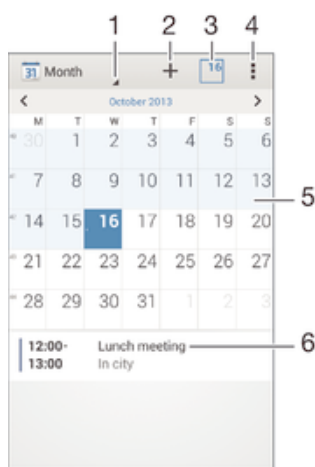 1 2 3 4
31 Month + 16
< October 2013 >
M T W T F S S
30 1 2 3 4 5 6
7 8 9 10 11 12 13
5
14 15 16 17 18 19 20
21 22 23 24 25 26 27
28 29 30 31 1 2 3
12:00- Lunch meeting 6
13:00 In city